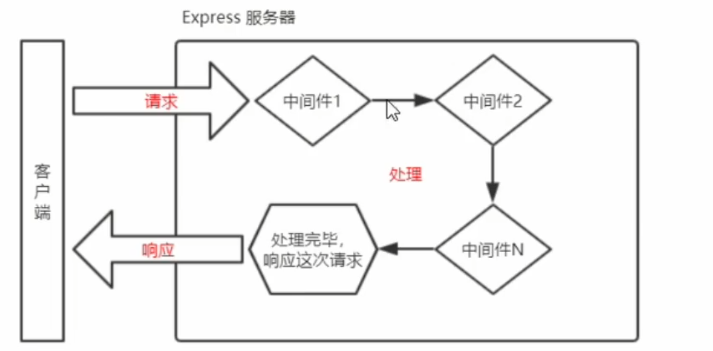 Express 服务器
客户端
请求
中间件1
中间件2
处理
中间件N
处理完毕，
响应这次请求
响应